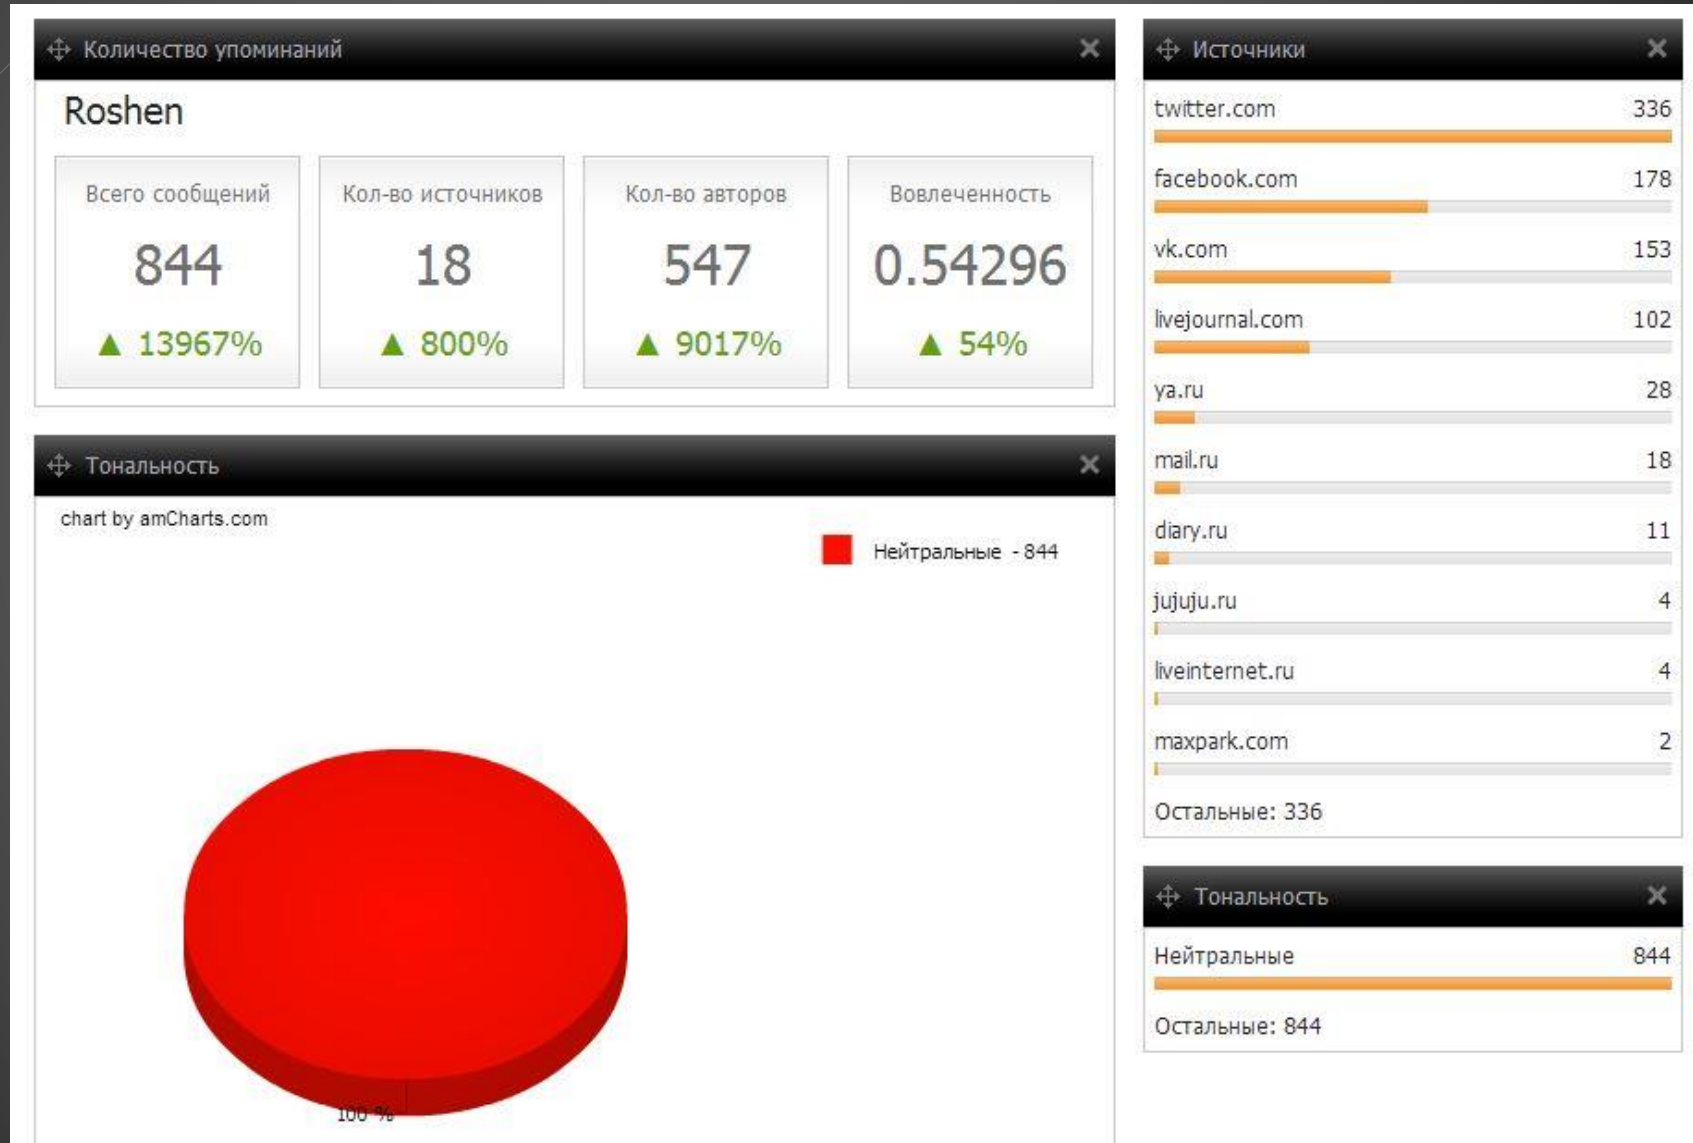 Количество упоминаний
Roshen
Всего сообщений
844
▲ 13967%
Кол-во источников
18
▲ 800%
Кол-во авторов
547
▲ 9017%
Вовлеченность
0.54296
▲ 54%
Тональность
chart by amCharts.com
Нейтральные - 844
100 %
Источники
twitter.com 336
facebook.com 178
vk.com 153
livejournal.com 102
ya.ru 28
mail.ru 18
diary.ru 11
jujuju.ru 4
liveinternet.ru 4
maxpark.com 2
Остальные: 336
Тональность
Нейтральные 844
Остальные: 844